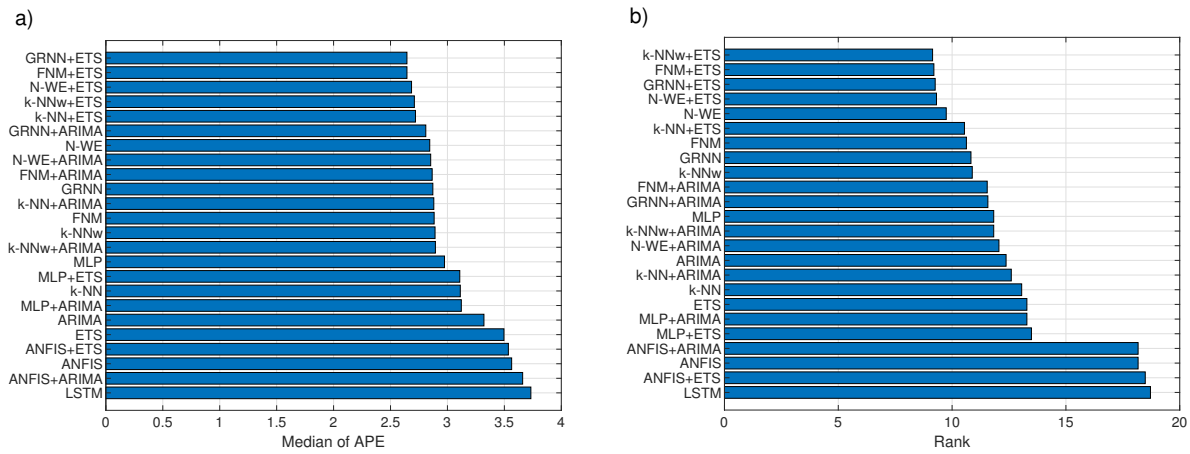 a)
GRNN+ETS
FNM+ETS
N-WE+ETS
k-NNw+ETS
k-NN+ETS
GRNN+ARIMA
N-WE
N-WE+ARIMA
FNM+ARIMA
GRNN
k-NN+ARIMA
FNM
k-NNw
k-NNw+ARIMA
MLP
MLP+ETS
k-NN
MLP+ARIMA
ARIMA
ETS
ANFIS+ETS
ANFIS
ANFIS+ARIMA
LSTM
0 0.5 1 1.5 2 2.5 3 3.5 4
Median of APE
b)
k-NNw+ETS
FNM+ETS
GRNN+ETS
N-WE+ETS
N-WE
k-NN+ETS
FNM
GRNN
k-NNw
FNM+ARIMA
GRNN+ARIMA
MLP
k-NNw+ARIMA
N-WE+ARIMA
ARIMA
k-NN+ARIMA
k-NN
ETS
MLP+ARIMA
MLP+ETS
ANFIS+ARIMA
ANFIS
ANFIS+ETS
LSTM
0 5 10 15 20
Rank